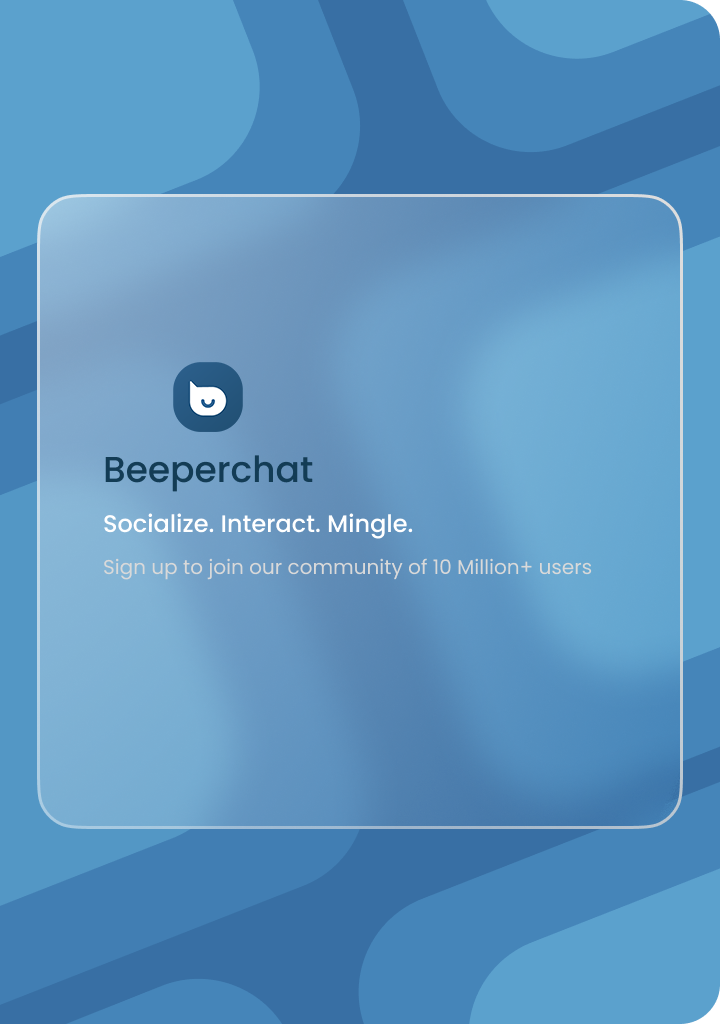 Beeperchat
Socialize. Interact. Mingle.
Sign up to join our community of 10 Million+ users